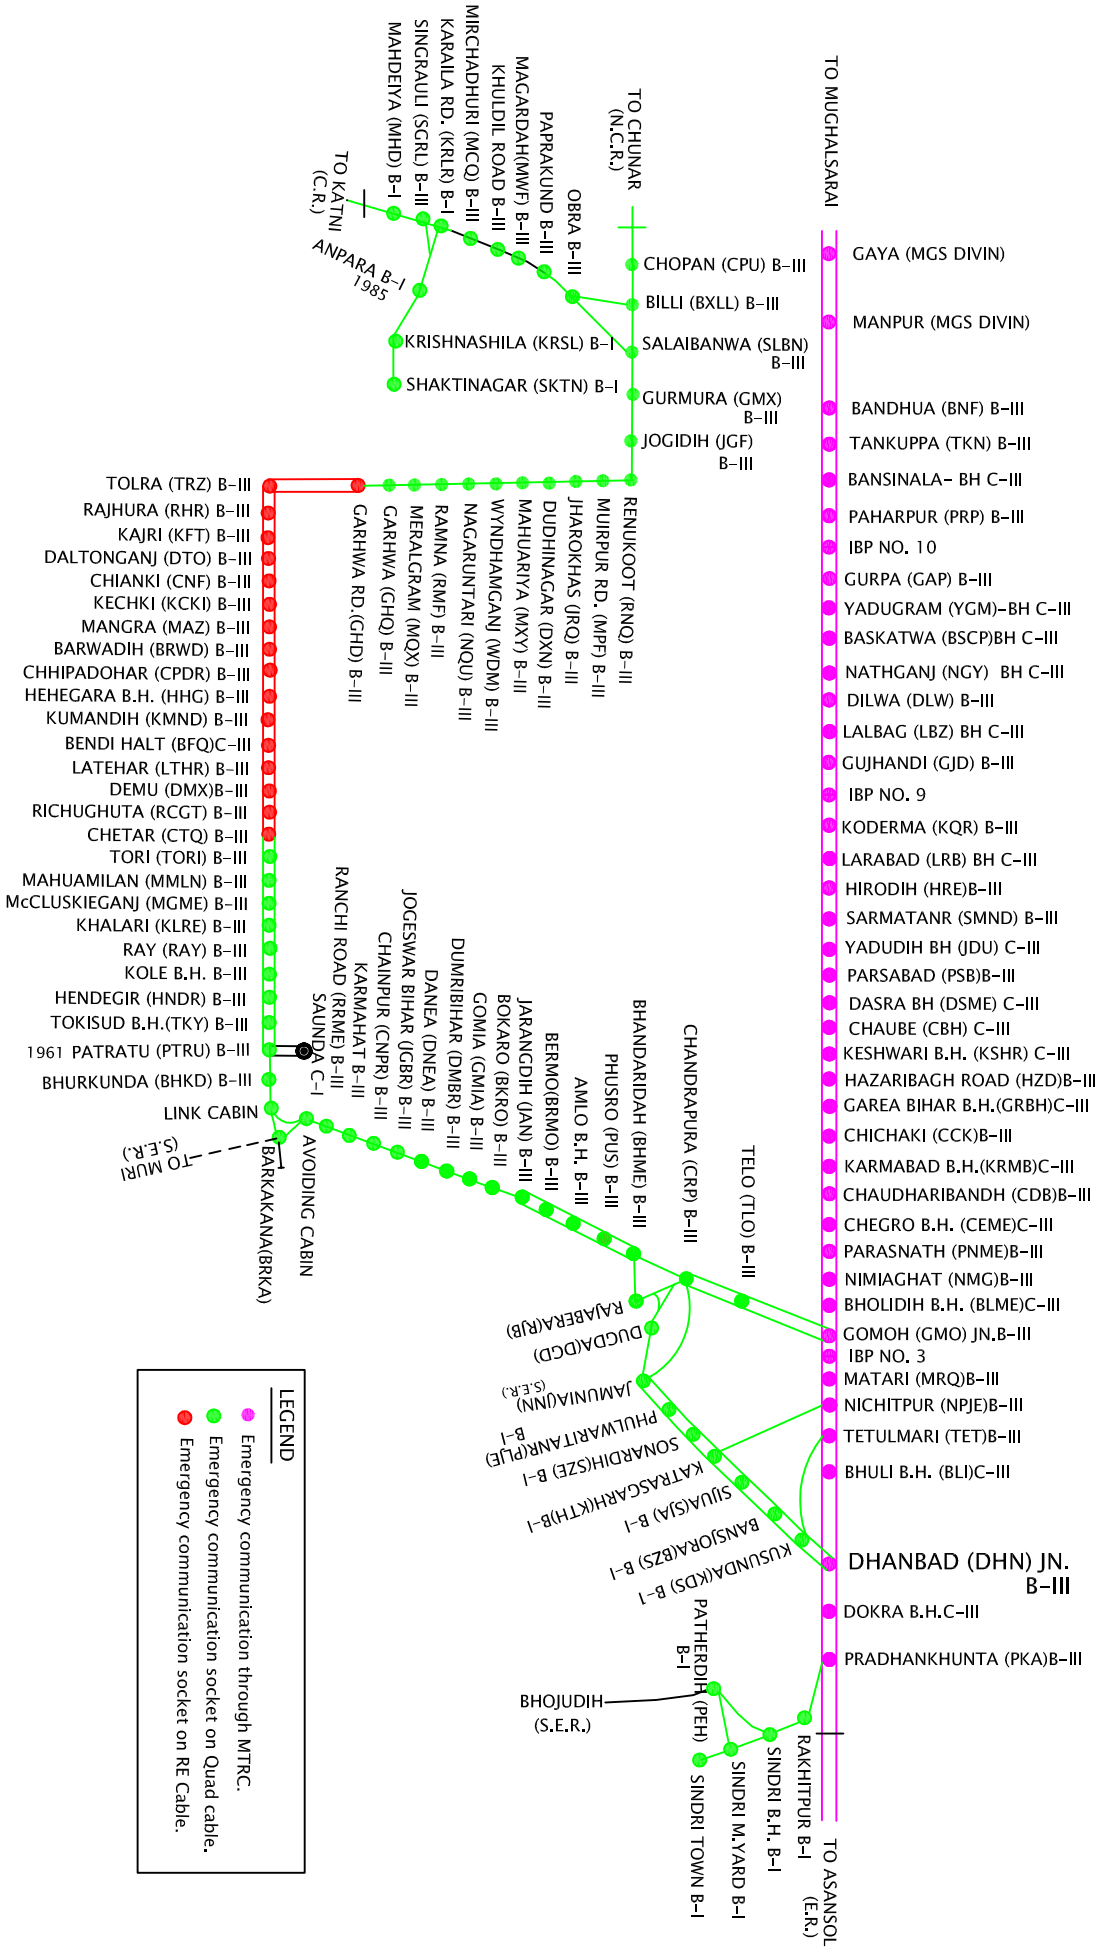 TO MUGHALSARAI
GAYA (MGS DIVIN)
MANPUR (MGS DIVIN)
BANDHUA (BNF) B-III
TANKUPPA (TKN) B-III
BANSINALA- BH C-III
PAHARPUR (PRP) B-III
IBP NO. 10
GURPA (GAP) B-III
YADUGRAM (YGM)-BH C-III
BASKATWA (BSCP)BH C-III
NATHGANJ (NGY) BH C-III
DILWA (DLW) B-III
LALBAG (LBZ) BH C-III
GUJHANDI (GJD) B-III
IBP NO. 9
KODERMA (KQR) B-III
LARABAD (LRB) BH C-III
HIRODIH (HRE)B-III
SARMATANR (SMND) B-III
YADUDIH BH (JDU) C-III
PARSABAD (PSB)B-III
DASRA BH (DSME) C-III
CHAUBE (CBH) C-III
KESHWARI B.H. (KSHR) C-III
HAZARIBAGH ROAD (HZD)B-III
GAREA BIHAR B.H.(GRBH)C-III
CHICHAKI (CCK)B-III
KARMABAD B.H.(KRMB)C-III
CHAUDHARIBANDH (CDB)B-III
CHEGRO B.H. (CEME)C-III
PARASNATH (PNME)B-III
NIMIAGHAT (NMG)B-III
BHOLIDIH B.H. (BLME)C-III
GOMOH (GMO) JN.B-III
IBP NO. 3
MATARI (MRQ)B-III
NICHITPUR (NPJE)B-III
TETULMARI (TET)B-III
BHULI B.H. (BLI)C-III
DHANBAD (DHN) JN.
B-III
DOKRA B.H.C-III
PRADHANKHUNTA (PKA)B-III
TO ASANSOL
(E.R.)
TO CHUNAR
(N.C.R.)
CHOPAN (CPU) B-III
BILLI (BXLL) B-III
SALAIBANWA (SLBN)
B-III
GURMURA (GMX)
B-III
JOGIDIH (JGF)
B-III
OBRA B-III
PAPRAKUND B-III
MAGARDAH(MWF) B-III
KHULDIL ROAD B-III
MIRCHADHURI (MCQ) B-III
KARAILA RD. (KRLR) B-I
SINGRAULI (SGRL) B-III
MAHDEIYA (MHD) B-I
TO KATNI
(C.R.)
ANPARA B-I
1985
KRISHNASHILA (KRSL) B-I
SHAKTINAGAR (SKTN) B-I
RENUKOOT (RNQ) B-III
MUIRPUR RD. (MPF) B-III
JHAROKHAS (JRQ) B-III
DUDHINAGAR (DXN) B-III
MAHUARIYA (MXY) B-III
WYNDHAMGANJ (WDM) B-III
NAGARUNTARI (NQU) B-III
RAMNA (RMF) B-III
MERALGRAM (MQX) B-III
GARHWA (GHQ) B-III
GARHWA RD.(GHD) B-III
TOLRA (TRZ) B-III
RAJHURA (RHR) B-III
KAJRI (KFT) B-III
DALTONGANJ (DTO) B-III
CHIANKI (CNF) B-III
KECHKI (KCKI) B-III
MANGRA (MAZ) B-III
BARWADIH (BRWD) B-III
CHHIPADOHAR (CPDR) B-III
HEHEGARA B.H. (HHG) B-III
KUMANDIH (KMND) B-III
BENDI HALT (BFQ)C-III
LATEHAR (LTHR) B-III
DEMU (DMX)B-III
RICHUGHUTA (RCGT) B-III
CHETAR (CTQ) B-III
TORI (TORI) B-III
MAHUAMILAN (MMLN) B-III
McCLUSKIEGANJ (MGME) B-III
KHALARI (KLRE) B-III
RAY (RAY) B-III
KOLE B.H. B-III
HENDEGIR (HNDR) B-III
TOKISUD B.H.(TKY) B-III
1961 PATRATU (PTRU) B-III
BHURKUNDA (BHKD) B-III
LINK CABIN
TO MURI
(S.E.R.)
BARKAKANA(BRKA)
AVOIDING CABIN
SAUNDA C-I
RANCHI ROAD (RRME) B-III
KARMAHAT B-III
CHAINPUR (CNPR) B-III
JOGESWAR BIHAR (JGBR) B-III
DANEA (DNEA) B-III
DUMRIBIHAR (DMBR) B-III
GOMIA (GMIA) B-III
BOKARO (BKRO) B-III
JARANGDIH (JAN) B-III
BERMO(BRMO) B-III
AMLO B.H. B-III
PHUSRO (PUS) B-III
BHANDARIDAH (BHME) B-III
CHANDRAPURA (CRP) B-III
TELO (TLO) B-III
RAJABERA(RJB)
DUGDA(DGD)
JAMUNIA(JNN)
(S.E.R.)
PHULWARITANR(PLJE)
B-I
SONARDIH(SZE) B-I
KATRASGARH(KTH)B-I
SIJUA(SJA) B-I
BANSJORA(BZS) B-I
KUSUNDA(KDS) B-I
PATHERDIH (PEH)
B-I
BHOJUDIH
(S.E.R.)
RAKHITPUR B-I
SINDRI B.H. B-I
SINDRI M.YARD B-I
SINDRI TOWN B-I
LEGEND
Emergency communication through MTRC.
Emergency communication socket on Quad cable.
Emergency communication socket on RE Cable.